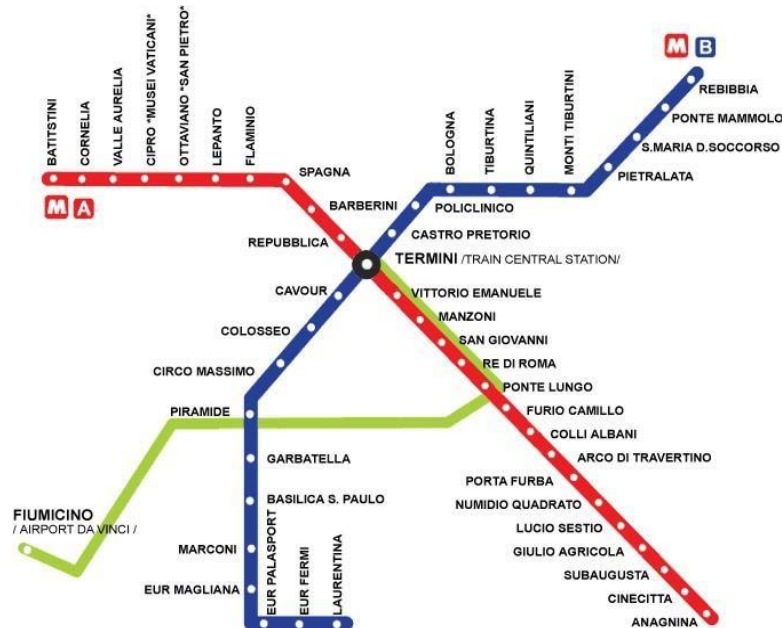 M B
BATITSTINI
CORNELIA
VALLE AURELIA
CIPRO "MUSEI VATICANI"
OTTAVIANO "SAN PIETRO"
LEPANTO
FLAMINIO
M A
SPAGNA
BARBERINI
REPUBBLICA
BOLOGNA
TIBURTINA
QUINTILIANI
MONTI TIBURTINI
REBIBBIA
PONTE MAMMOLO
S.MARIA D.SOCCORSO
PIETRALATA
POLICLINICO
CASTRO PRETORIO
TERMINI /TRAIN CENTRAL STATION/
CAVOUR
COLOSSEO
CIRCO MASSIMO
PIRAMIDE
VITTORIO EMANUELE
MANZONI
SAN GIOVANNI
RE DI ROMA
PONTE LUNGO
FURIO CAMILLO
COLLI ALBANI
ARCO DI TRAVERTINO
PORTA FURBA
NUMIDIO QUADRATO
LUCIO SESTIO
GIULIO AGRICOLA
SUBAUGUSTA
CINECITTA
ANAGNINA
GARBATELLA
BASILICA S. PAULO
MARCONI
EUR MAGLIANA
EUR PALASPORT
EUR FERMI
LAURENTINA
FIUMICINO
/ AIRPORT DA VINCI /